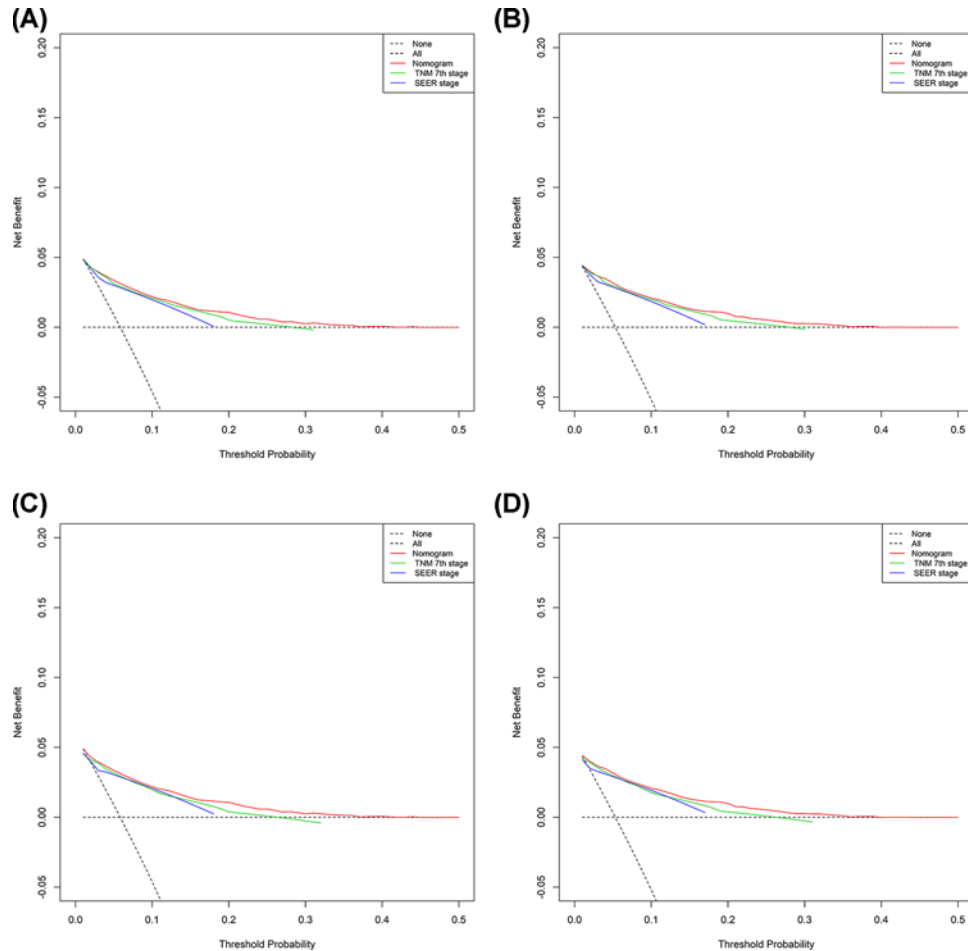 (A)
None
All
Nomogram
TNM 7th stage
SEER stage
0.20
0.15
0.10
0.05
0.00
-0.05
Net Benefit
0.0 0.1 0.2 0.3 0.4 0.5
Threshold Probability
(B)
None
All
Nomogram
TNM 7th stage
SEER stage
0.20
0.15
0.10
0.05
0.00
-0.05
Net Benefit
0.0 0.1 0.2 0.3 0.4 0.5
Threshold Probability
(C)
None
All
Nomogram
TNM 7th stage
SEER stage
0.20
0.15
0.10
0.05
0.00
-0.05
Net Benefit
0.0 0.1 0.2 0.3 0.4 0.5
Threshold Probability
(D)
None
All
Nomogram
TNM 7th stage
SEER stage
0.20
0.15
0.10
0.05
0.00
-0.05
Net Benefit
0.0 0.1 0.2 0.3 0.4 0.5
Threshold Probability